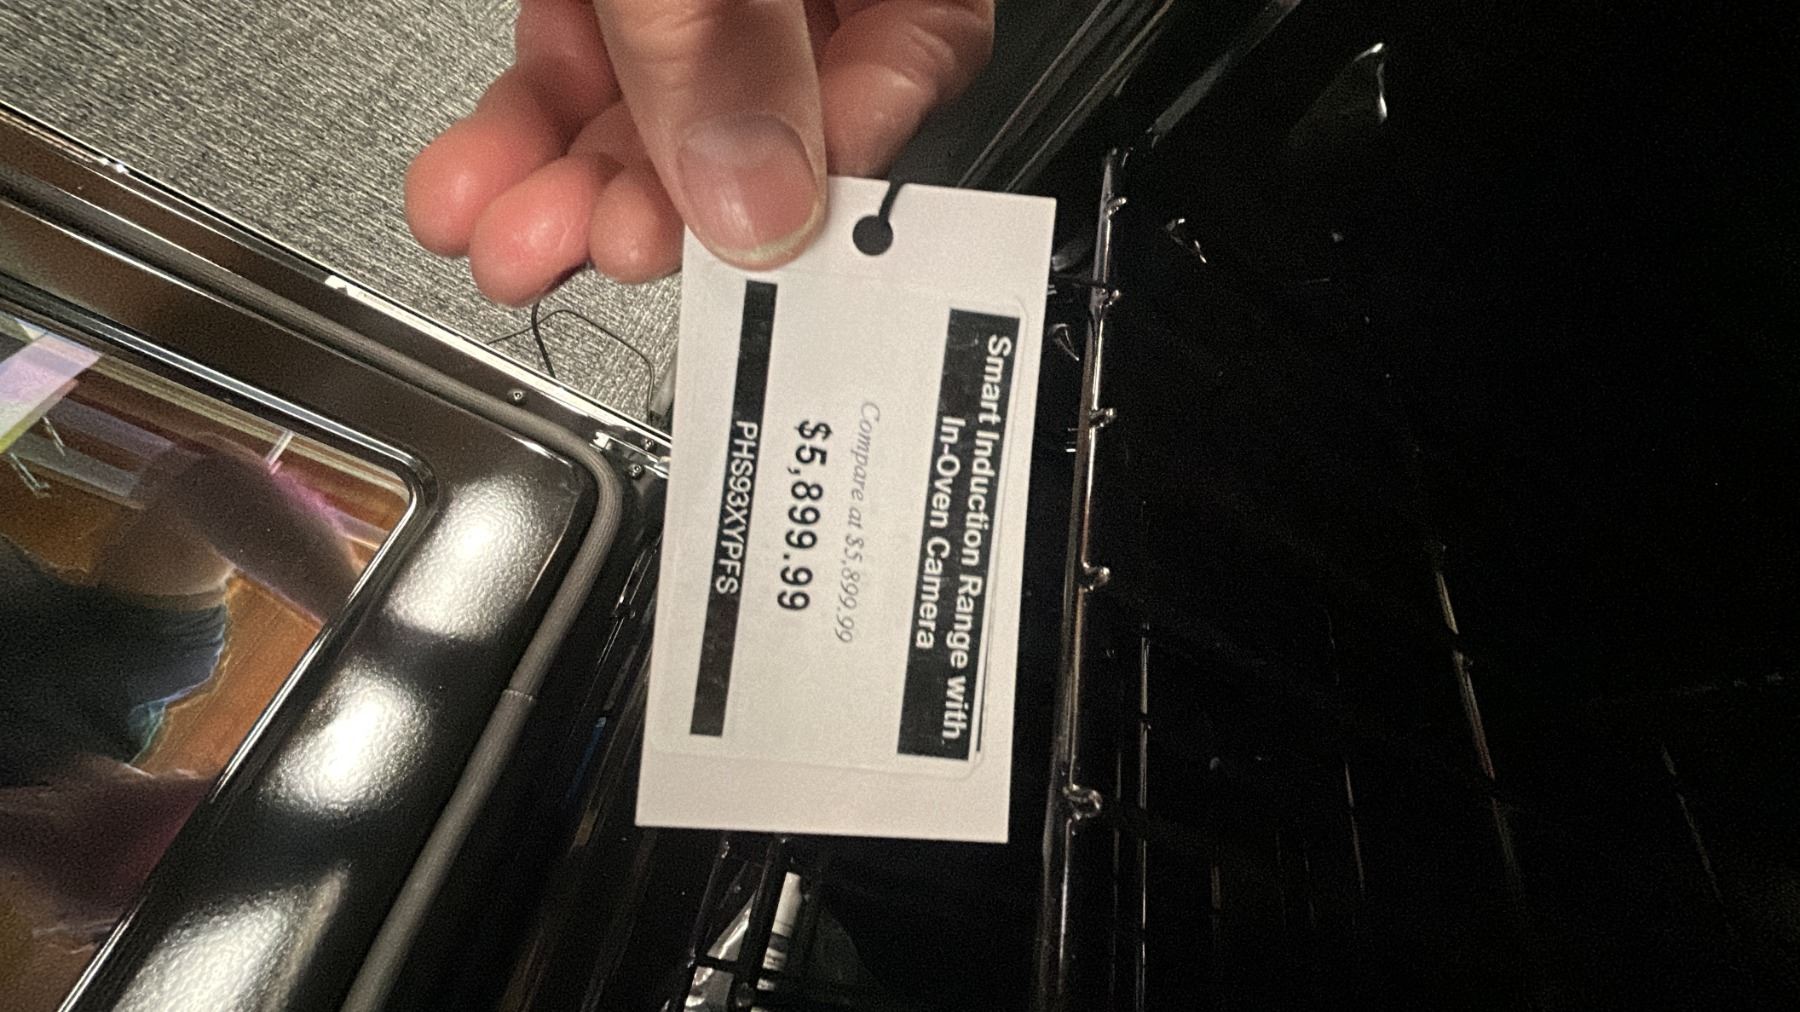 Smart Induction Range with
In-Oven Camera
Compare at $5,899.99
$5,899.99
PHS93XYPFS